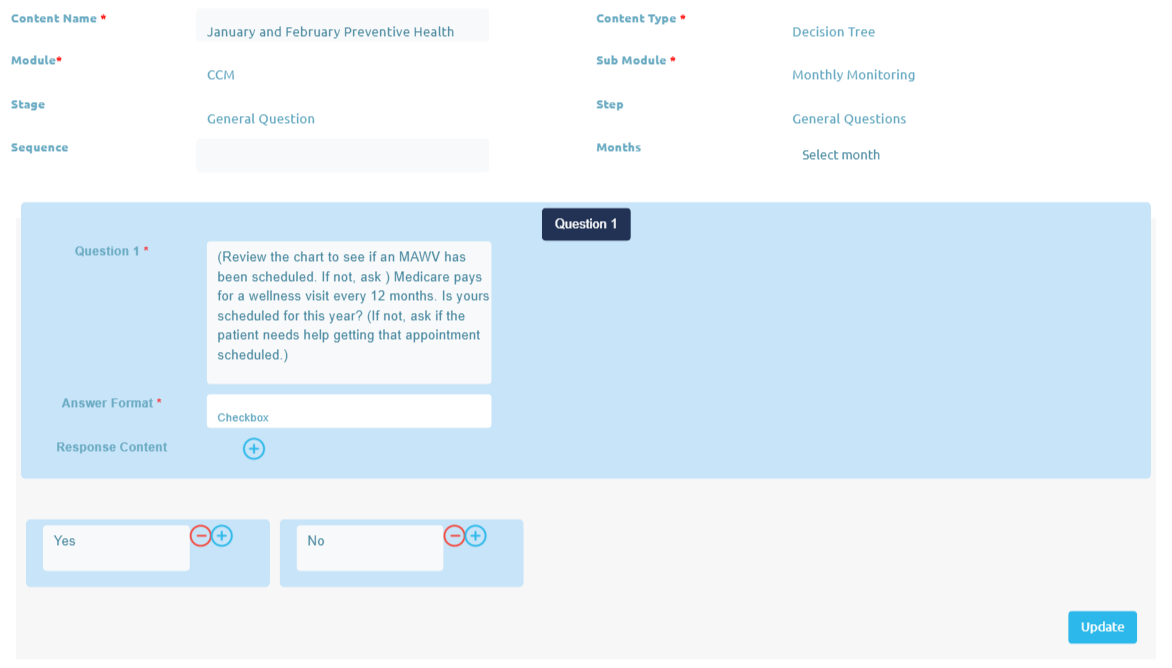 Content Name *
January and February Preventive Health
Content Type *
Decision Tree
Module*
CCM
Sub Module *
Monthly Monitoring
Stage
General Question
Step
General Questions
Sequence
Months
Select month
Question 1
Question 1 *
(Review the chart to see if an MAWV has
been scheduled. If not, ask ) Medicare pays
for a wellness visit every 12 months. Is yours
scheduled for this year? (If not, ask if the
patient needs help getting that appointment
scheduled.)
Answer Format *
Checkbox
Response Content
Yes
No
Update